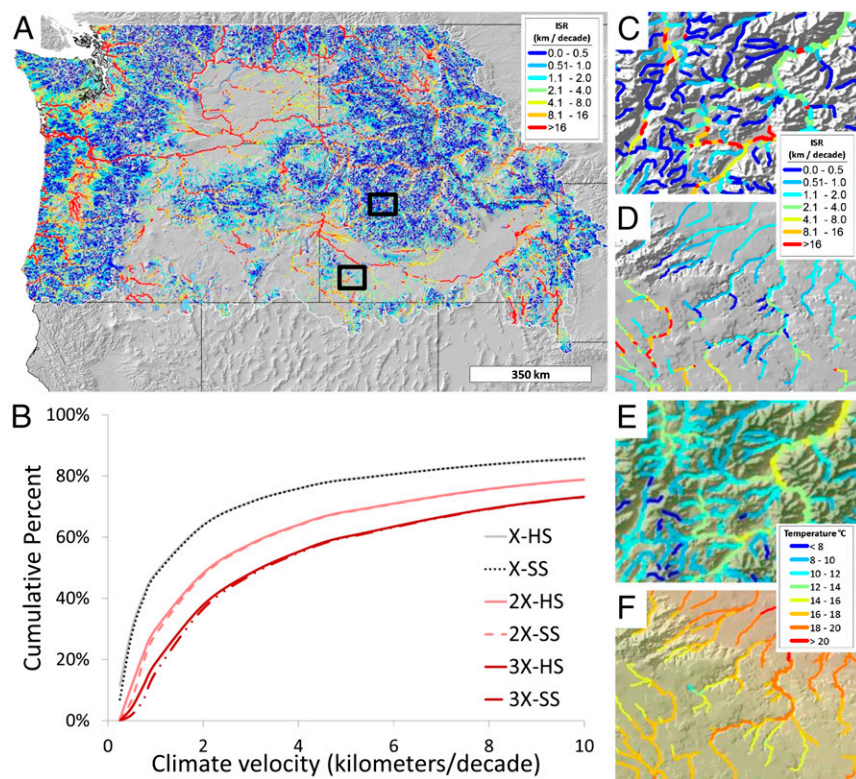 A
ISR
(km / decade)
0.0 - 0.5
0.51- 1.0
1.1 - 2.0
2.1 - 4.0
4.1 - 8.0
8.1 - 16
>16
350 km
B
100%
80%
60%
40%
20%
0%
Cumulative Percent
X-HS
X-SS
2X-HS
2X-SS
3X-HS
3X-SS
0 2 4 6 8 10
Climate velocity (kilometers/decade)
C
ISR
(km / decade)
0.0 - 0.5
0.51- 1.0
1.1 - 2.0
2.1 - 4.0
4.1 - 8.0
8.1 - 16
>16
D
E
Temperature °C
< 8
8 - 10
10 - 12
12 - 14
14 - 16
16 - 18
18 - 20
> 20
F